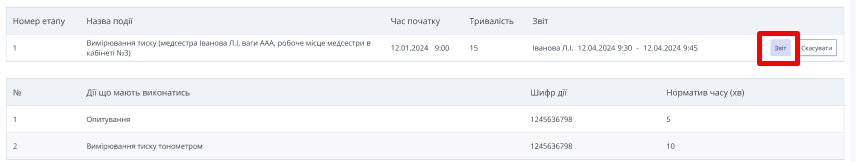 Номер етапу Назва події Час початку Тривалість Звіт
1 Вимірювання тиску (медсестра Іванова Л.І, ваги ААА, робоче місце медсестри в кабінеті №3) 12.01.2024 9:00 15 Іванова Л.І. 12.04.2024 9:30 - 12.04.2024 9:45 Звіт Скасувати
№ Дії що мають виконатись Шифр дії Норматив часу (хв)
1 Опитування 1245636798 5
2 Вимірювання тиску тонометром 1245636798 10